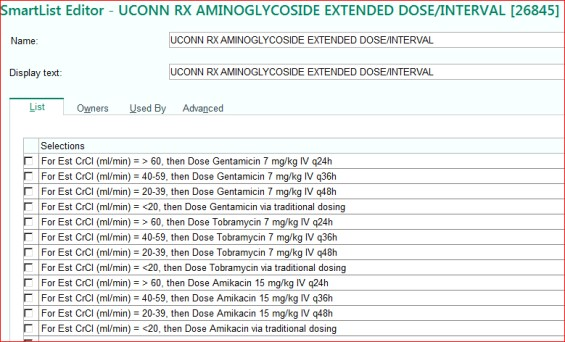 SmartList Editor - UCONN RX AMINOGLYCOSIDE EXTENDED DOSE/INTERVAL [26845]
Name: UCONN RX AMINOGLYCOSIDE EXTENDED DOSE/INTERVAL
Display text: UCONN RX AMINOGLYCOSIDE EXTENDED DOSE/INTERVAL
List Owners Used By Advanced
Selections
For Est CrCl (ml/min) = > 60, then Dose Gentamicin 7 mg/kg IV q24h
For Est CrCl (ml/min) = 40-59, then Dose Gentamicin 7 mg/kg IV q36h
For Est CrCl (ml/min) = 20-39, then Dose Gentamicin 7 mg/kg IV q48h
For Est CrCl (ml/min) = <20, then Dose Gentamicin via traditional dosing
For Est CrCl (ml/min) = > 60, then Dose Tobramycin 7 mg/kg IV q24h
For Est CrCl (ml/min) = 40-59, then Dose Tobramycin 7 mg/kg IV q36h
For Est CrCl (ml/min) = 20-39, then Dose Tobramycin 7 mg/kg IV q48h
For Est CrCl (ml/min) = <20, then Dose Tobramycin via traditional dosing
For Est CrCl (ml/min) = > 60, then Dose Amikacin 15 mg/kg IV q24h
For Est CrCl (ml/min) = 40-59, then Dose Amikacin 15 mg/kg IV q36h
For Est CrCl (ml/min) = 20-39, then Dose Amikacin 15 mg/kg IV q48h
For Est CrCl (ml/min) = <20, then Dose Amikacin via traditional dosing